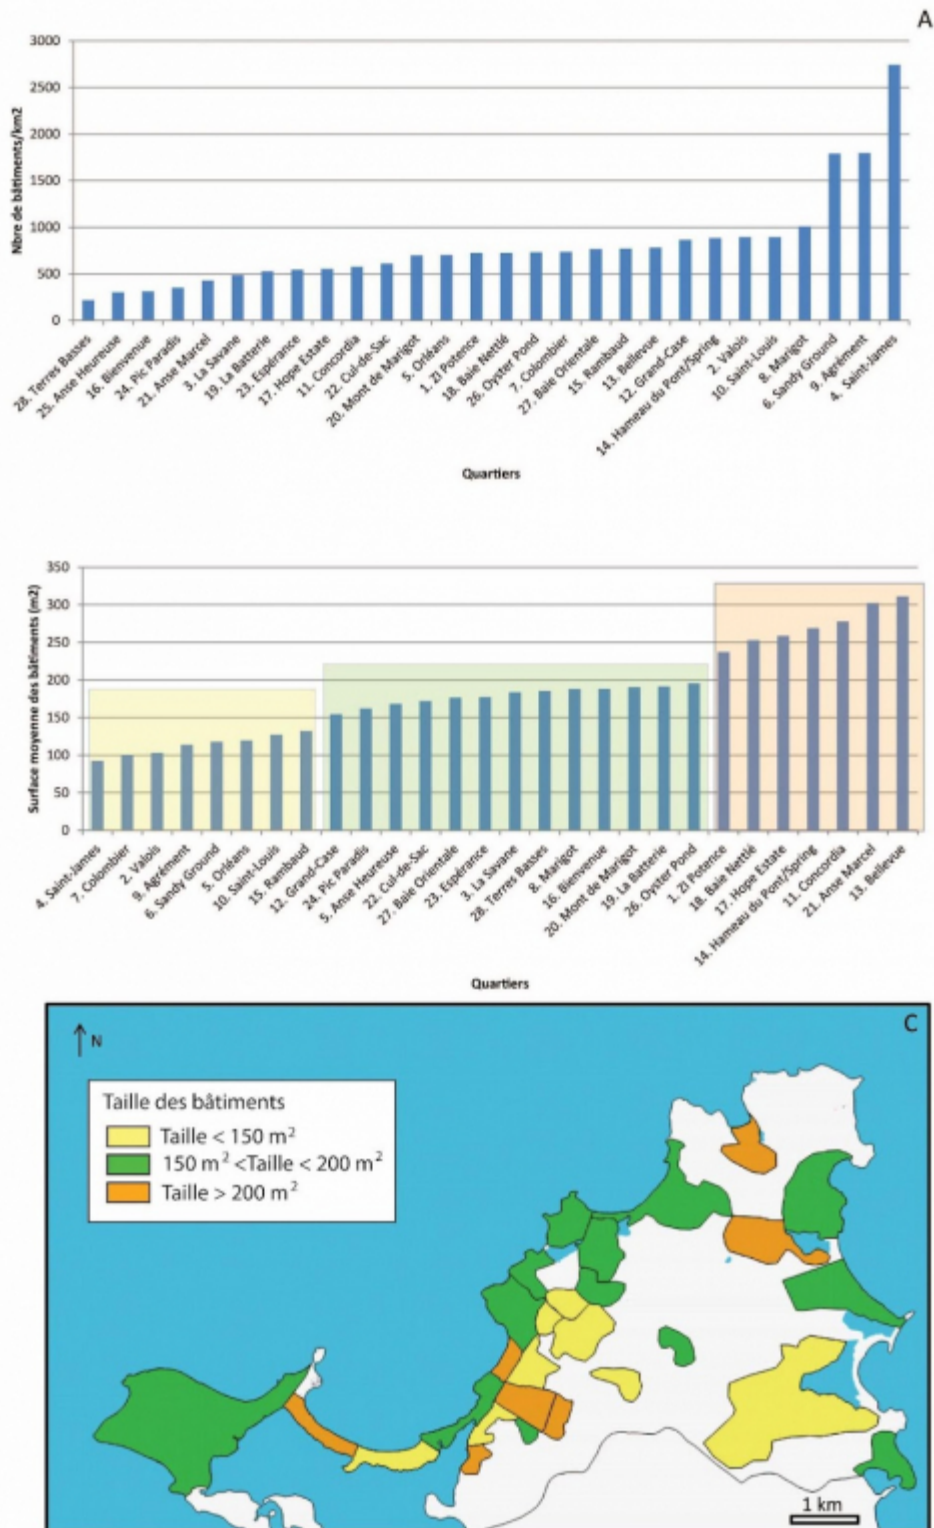 A
3000
2500
2000
1500
1000
500
0
Nbre de bâtiments/km2
28. Terres Basses
25. Anse Heureuse
16. Bienvenue
24. Pic Paradis
21. Anse Marcel
3. La Savane
19. La Batterie
23. Espérance
17. Hope Estate
11. Concordia
22. Cul-de-Sac
20. Mont de Marigot
5. Orléans
1. ZI Potence
18. Baie Nettlé
26. Oyster Pond
7. Colombier
27. Baie Orientale
15. Rambaud
13. Bellevue
12. Grand-Case
14. Hameau du Pont/Spring
2. Valois
10. Saint-Louis
8. Marigot
6. Sandy Ground
9. Agrément
4. Saint-James
Quartiers
350
300
250
200
150
100
50
0
Surface moyenne des bâtiments (m2)
4. Saint-James
7. Colombier
2. Valois
9. Agrément
6. Sandy Ground
5. Orléans
10. Saint-Louis
15. Rambaud
12. Grand-Case
24. Pic Paradis
5. Anse Heureuse
22. Cul-de-Sac
27. Baie Orientale
23. Espérance
3. La Savane
28. Terres Basses
8. Marigot
16. Bienvenue
20. Mont de Marigot
19. La Batterie
26. Oyster Pond
1. ZI Potance
18. Baie Nettlé
17. Hope Estate
14. Hameau du Pont/Spring
11. Concordia
21. Anse Marcel
13. Bellevue
Quartiers
C
N
Taille des bâtiments
Taille < 150 m²
150 m² <Taille < 200 m²
Taille > 200 m²
1 km